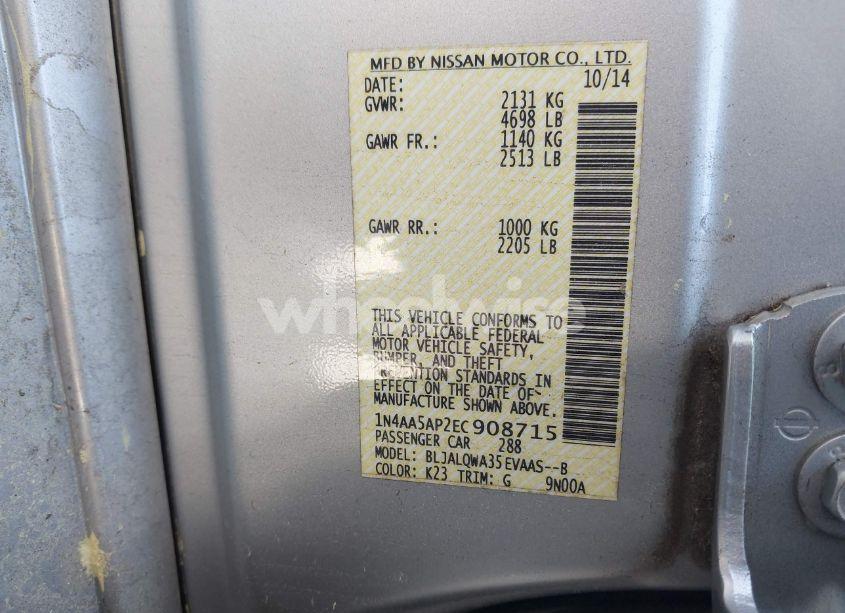 MFD BY NISSAN MOTOR CO., LTD.
DATE: 10/14
GVWR: 2131 KG
4698 LB
GAWR FR.: 1140 KG
2513 LB
GAWR RR.: 1000 KG
2205 LB
wheelwise
THIS VEHICLE CONFORMS TO
ALL APPLICABLE FEDERAL
MOTOR VEHICLE SAFETY,
BUMPER, AND THEFT
PREVENTION STANDARDS IN
EFFECT ON THE DATE OF
MANUFACTURE SHOWN ABOVE.
1N4AA5AP2EC908715
PASSENGER CAR 288
MODEL: BLJALQWA35EVAAS--B
COLOR: K23 TRIM: G 9N00A